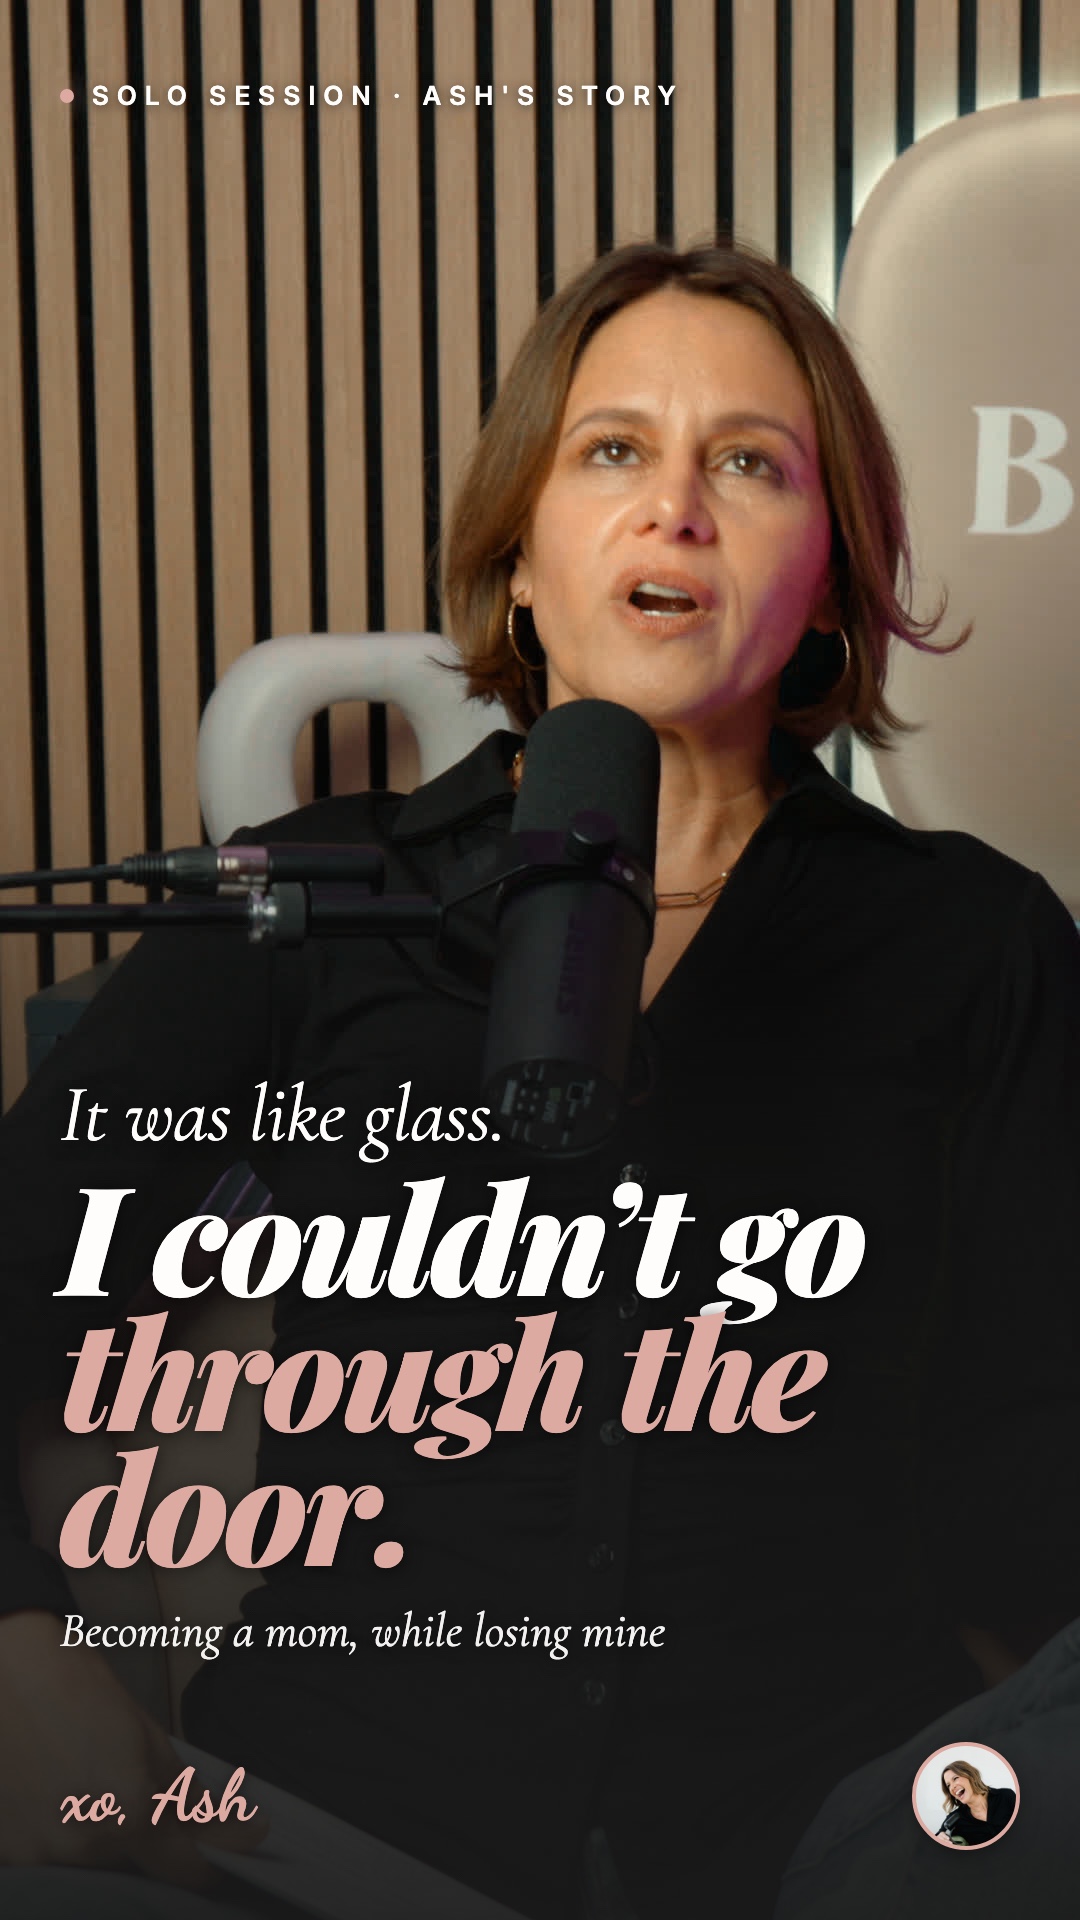 SOLO SESSION · ASH'S STORY
B
It was like glass.
I couldn’t go
through the
door.
Becoming a mom, while losing mine
xo, Ash